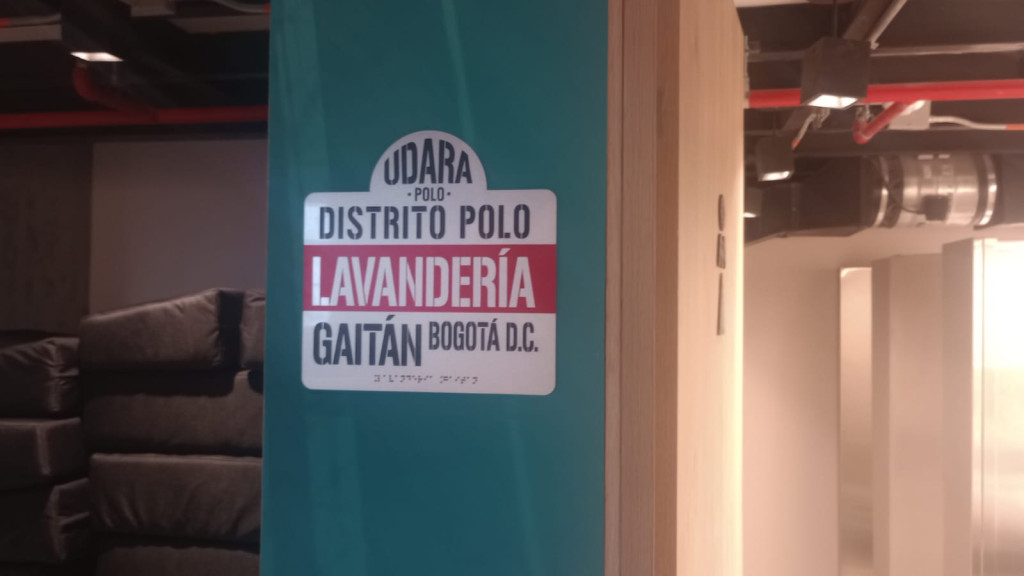 UDARA
·POLO·
DISTRITO POLO
LAVANDERÍA
GAITÁN BOGOTÁ D.C.